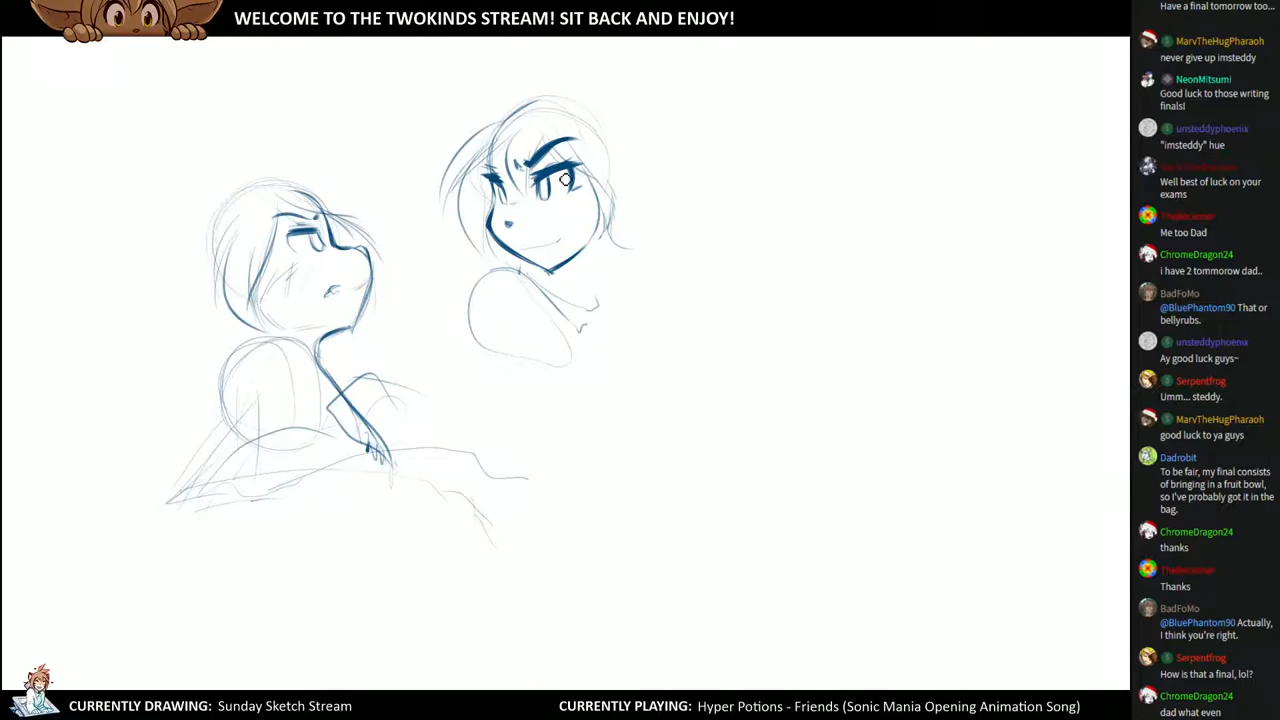 WELCOME TO THE TWOKINDS STREAM! SIT BACK AND ENJOY!
Have a final tomorrow too...
MarvTheHugPharaoh
never give up imsteddy
NeonMitsumi
Good luck to those writing
finals!
unsteddyphoenix
"imsteddy" hue
Well best of luck on your
exams
Me too Dad
ChromeDragon24
i have 2 tommorow dad..
BadFoMo
@BluePhantom90 That or
bellyrubs.
unsteddyphoenix
Ay good luck guys~
Serpentfrog
Umm... steddy.
MarvTheHugPharaoh
good luck to ya guys
Dadrobit
To be fair, my final consists
of bringing in a fruit bowl,
so I've probably got it in the
bag.
ChromeDragon24
thanks
Thanks
BadFoMo
@BluePhantom90 Actually,
I think you're right.
Serpentfrog
How is that a final, lol?
ChromeDragon24
dad what even
CURRENTLY DRAWING: Sunday Sketch Stream
CURRENTLY PLAYING: Hyper Potions - Friends (Sonic Mania Opening Animation Song)